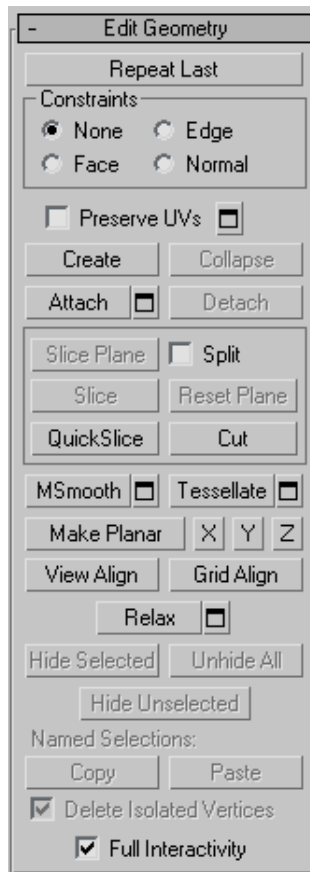 - Edit Geometry
Repeat Last
Constraints
None Edge
Face Normal
Preserve UVs
Create Collapse
Attach Detach
Slice Plane Split
Slice Reset Plane
QuickSlice Cut
MSmooth Tessellate
Make Planar X Y Z
View Align Grid Align
Relax
Hide Selected Unhide All
Hide Unselected
Named Selections:
Copy Paste
Delete Isolated Vertices
Full Interactivity